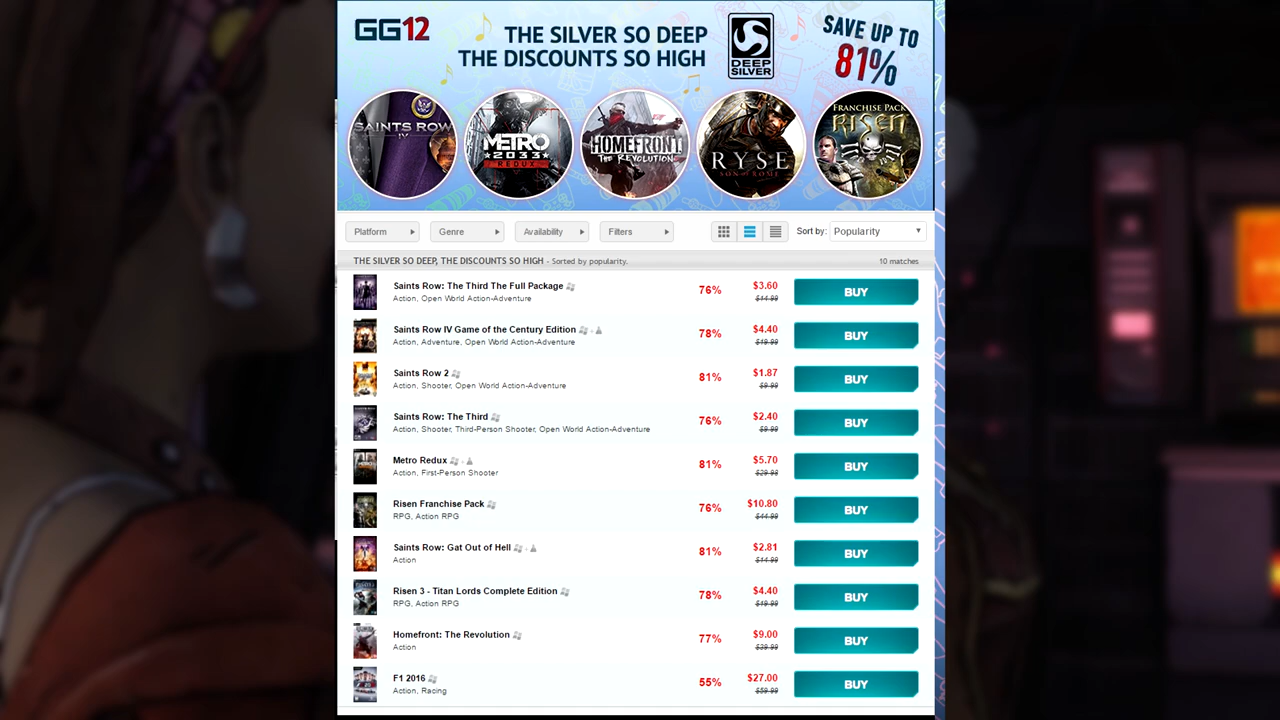 GG12
THE SILVER SO DEEP
THE DISCOUNTS SO HIGH
DEEP
SILVER
SAVE UP TO
81%
SAINTS ROW
IV
METRO
2033
REDUX
HOMEFRONT
THE REVOLUTION
RYSE
SON OF ROME
FRANCHISE PACK
RISEN
Platform
Genre
Availability
Filters
Sort by: Popularity
THE SILVER SO DEEP, THE DISCOUNTS SO HIGH - Sorted by popularity. 10 matches
Saints Row: The Third The Full Package 76% $3.60 BUY
Action, Open World Action-Adventure $14.99
Saints Row IV Game of the Century Edition 78% $4.40 BUY
Action, Adventure, Open World Action-Adventure $19.99
Saints Row 2 81% $1.87 BUY
Action, Shooter, Open World Action-Adventure $9.99
Saints Row: The Third 76% $2.40 BUY
Action, Shooter, Third-Person Shooter, Open World Action-Adventure $9.99
Metro Redux 81% $5.70 BUY
Action, First-Person Shooter $29.98
Risen Franchise Pack 76% $10.80 BUY
RPG, Action RPG $44.99
Saints Row: Gat Out of Hell 81% $2.81 BUY
Action $14.99
Risen 3 - Titan Lords Complete Edition 78% $4.40 BUY
RPG, Action RPG $19.99
Homefront: The Revolution 77% $9.00 BUY
Action $39.99
F1 2016 55% $27.00 BUY
Action, Racing $59.99